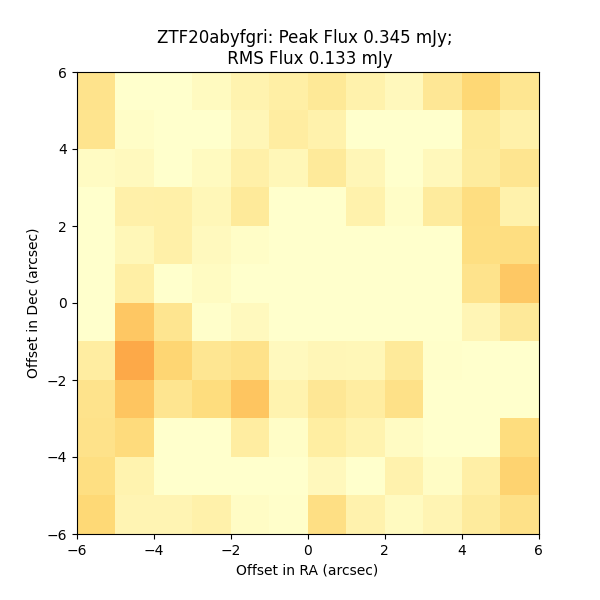 ZTF20abyfgri: Peak Flux 0.345 mJy;
RMS Flux 0.133 mJy
6
4
2
0
−2
−4
−6
Offset in Dec (arcsec)
−6 −4 −2 0 2 4 6
Offset in RA (arcsec)